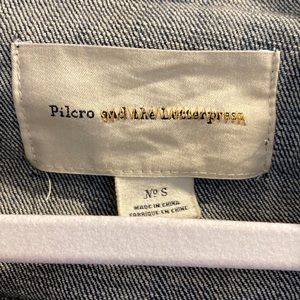 Pilcro and the Letterpress
Nº S
MADE IN CHINA
FABRIQUÉ EN CHINE